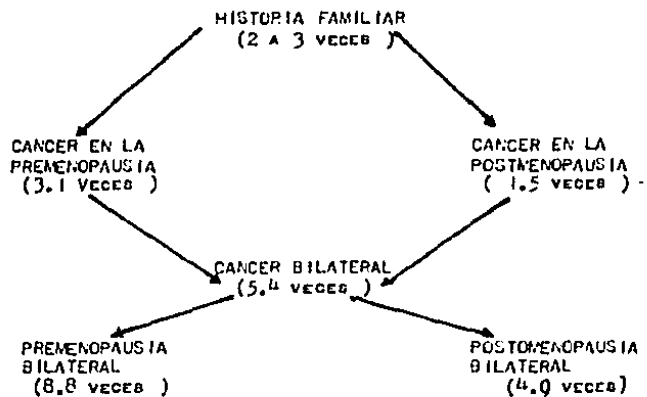 HISTORIA FAMILIAR
(2 A 3 VECES )
CANCER EN LA
PREMENOPAUSIA
(3.1 VECES )
CANCER EN LA
POSTMENOPAUSIA
( 1.5 VECES )
CANCER BILATERAL
(5.4 VECES )
PREMENOPAUSIA
BILATERAL
(8.8 VECES )
POSTOMENOPAUSIA
BILATERAL
(4.0 VECES)